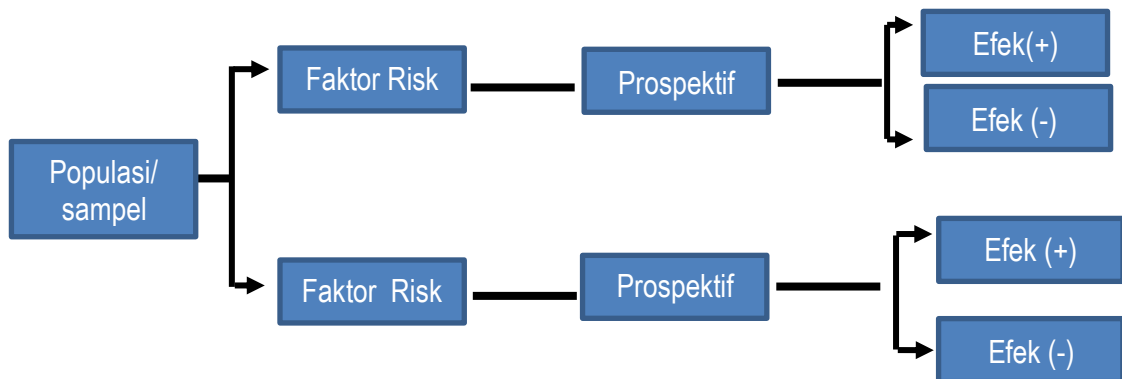 Efek(+)
Faktor Risk
Prospektif
Efek (-)
Populasi/
sampel
Efek (+)
Faktor  Risk
Prospektif
Efek (-)